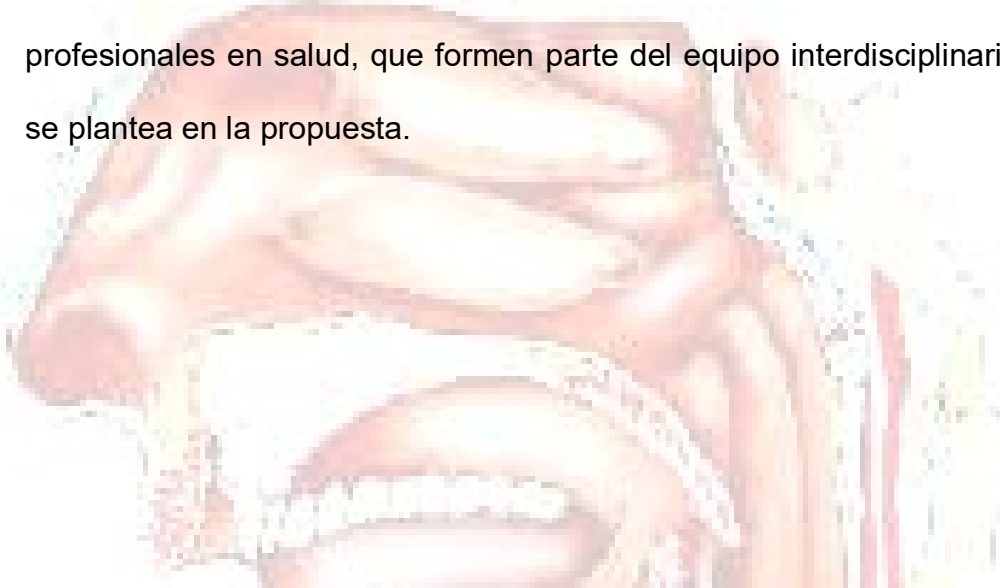 profesionales en salud, que formen parte del equipo interdisciplinari
se plantea en la propuesta.